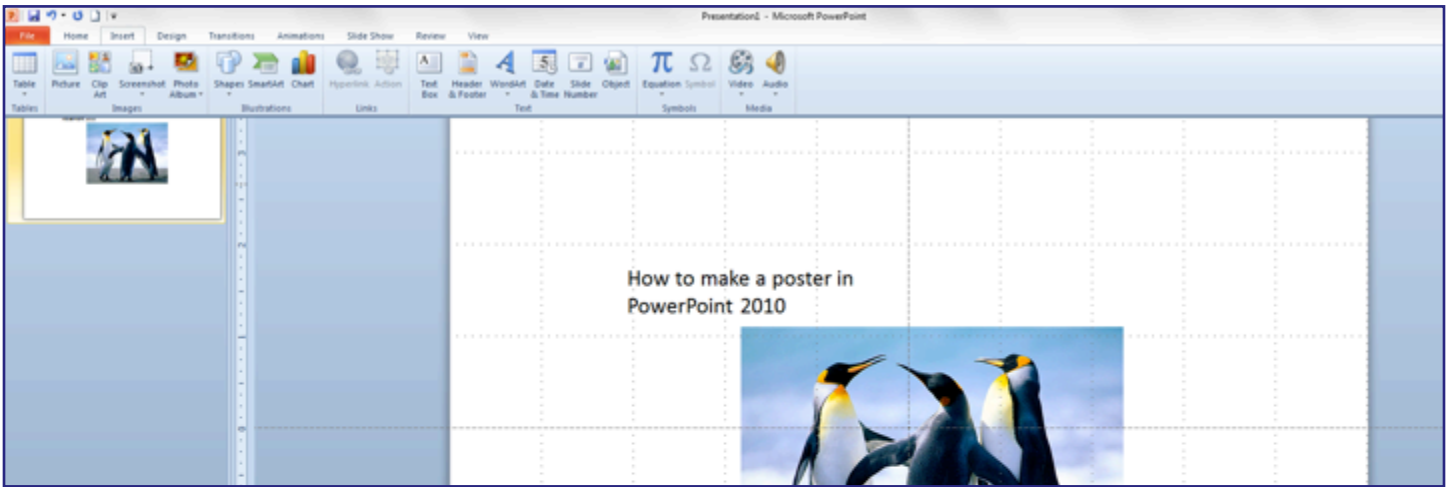 Presentation1 - Microsoft PowerPoint
File Home Insert Design Transitions Animations Slide Show Review View
Table Picture Clip Art Screenshot Photo Album Shapes SmartArt Chart Hyperlink Action Text Box Header & Footer WordArt Date & Time Slide Number Object Equation Symbol Video Audio
Tables Images Illustrations Links Text Symbols Media
How to make a poster in
PowerPoint 2010